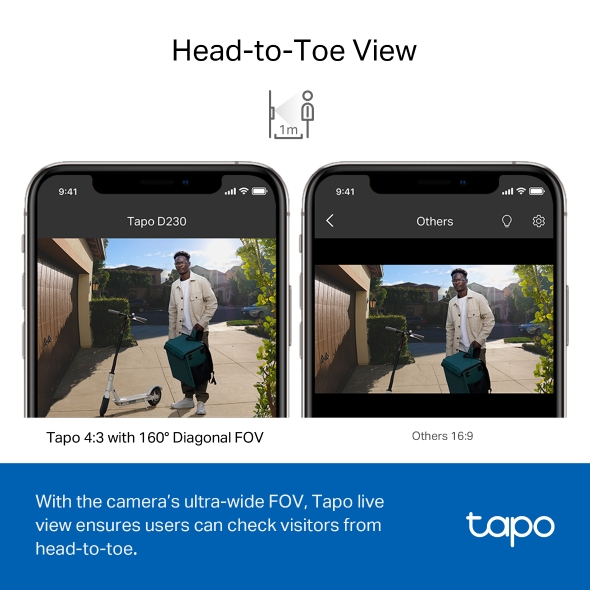 Head-to-Toe View
1m
9:41
9:41
Tapo D230
Others
Tapo 4:3 with 160° Diagonal FOV
Others 16:9
With the camera's ultra-wide FOV, Tapo live
view ensures users can check visitors from
head-to-toe.
tapo